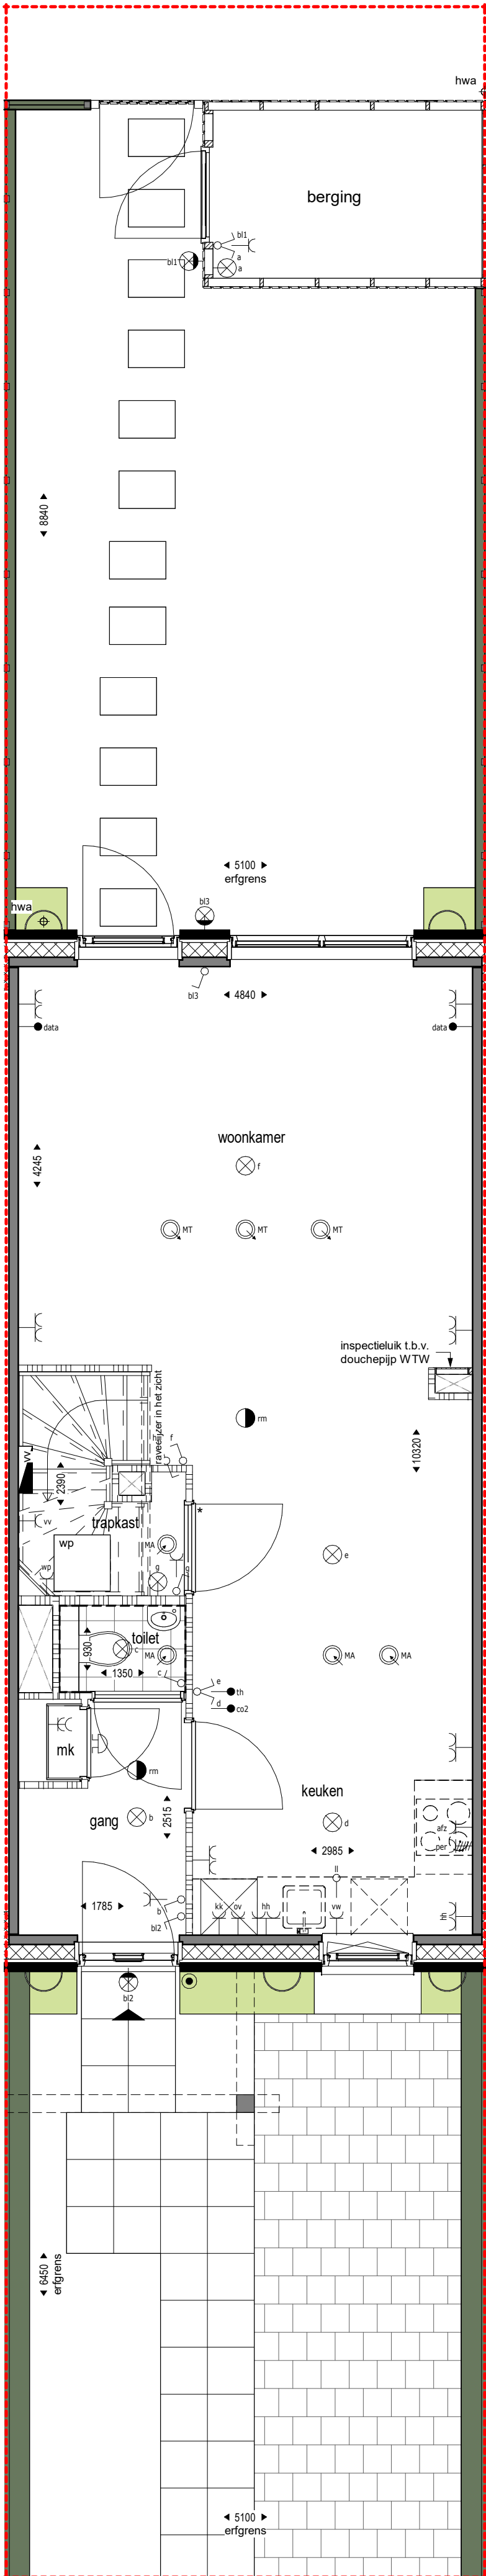 hwa
berging
bl1
a
bl1
a
8840
5100
erfgrens
hwa
bl3
bl3
4840
data
data
woonkamer
4245
f
MT
MT
MT
inspectieluik t.b.v.
douchepijp WTW
raveelijzer in het zicht
rm
f
10320
vv
2390
*
vv
trapkast
wp
MA
e
wp
g
g
toilet
930
c
MA
MA
MA
1350
c
e
th
d
co2
mk
rm
keuken
gang
b
2515
d
afz
per
2985
ll
1785
b
kk
ov
hh
vw
hh
bl2
bl2
6450
erfgrens
5100
erfgrens